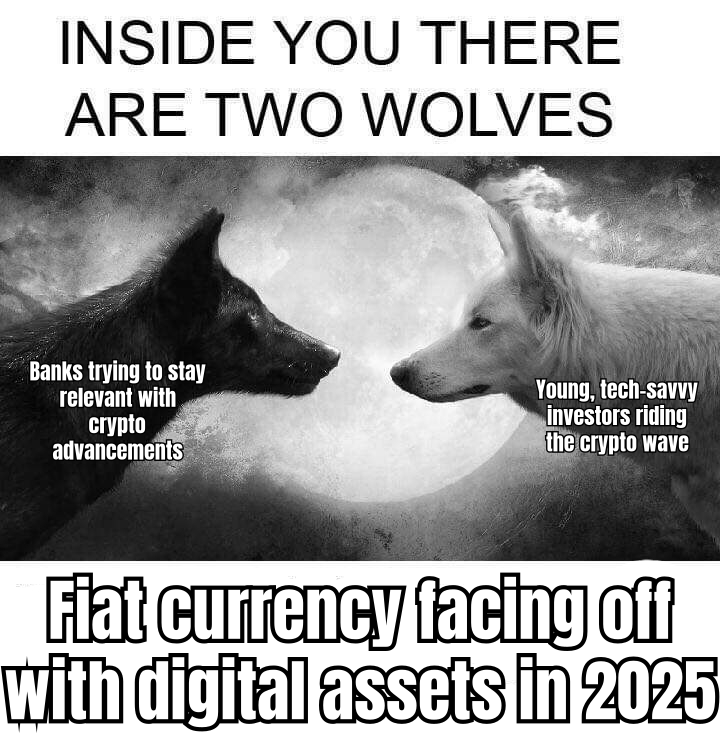 INSIDE YOU THERE
ARE TWO WOLVES
Banks trying to stay
relevant with
crypto
advancements
Young, tech-savvy
investors riding
the crypto wave
Fiat currency facing off
with digital assets in 2025